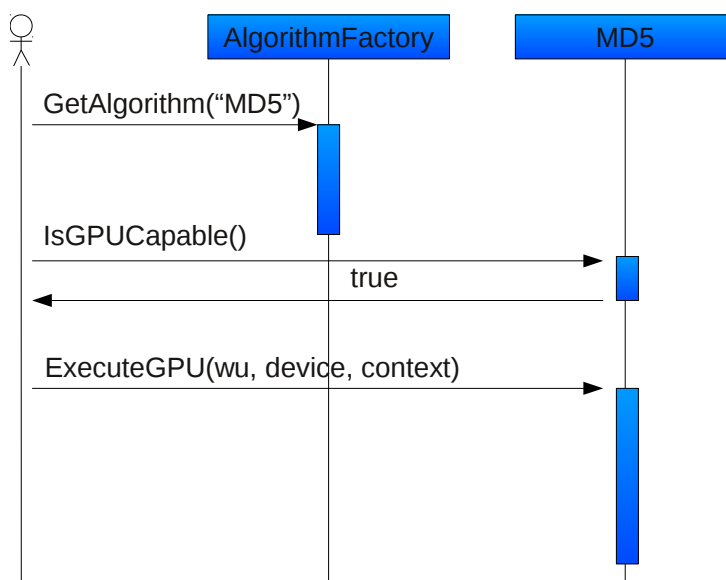 AlgorithmFactory
MD5
GetAlgorithm(“MD5”)
IsGPUCapable()
true
ExecuteGPU(wu, device, context)